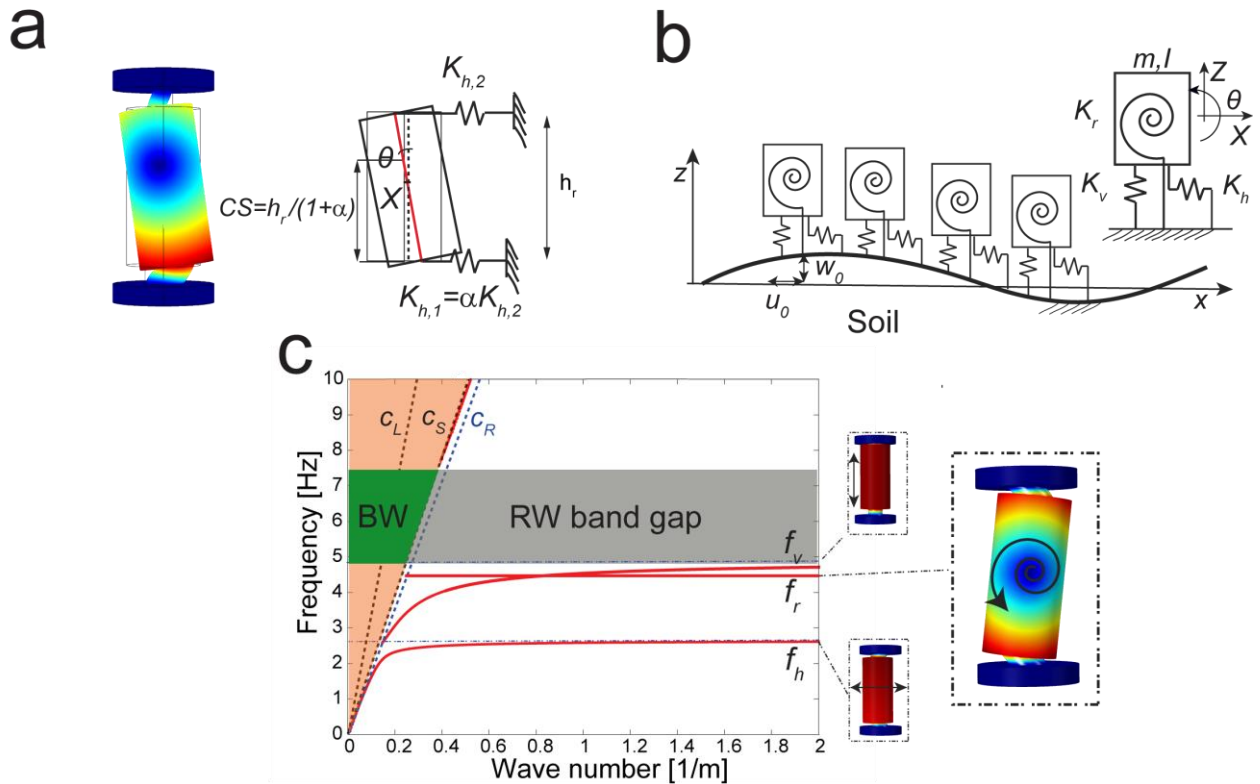 a
K_{h,2}
θ
X
h_r
CS=h_r/(1+α)
K_{h,1}=αK_{h,2}
b
m,I
Z
θ
X
K_r
K_v
K_h
z
w_0
u_0
x
Soil
c
10
9
8
7
6
5
4
3
2
1
0
Frequency [Hz]
c_L
c_S
c_R
BW
RW band gap
f_v
f_r
f_h
0
0.2
0.4
0.6
0.8
1
1.2
1.4
1.6
1.8
2
Wave number [1/m]